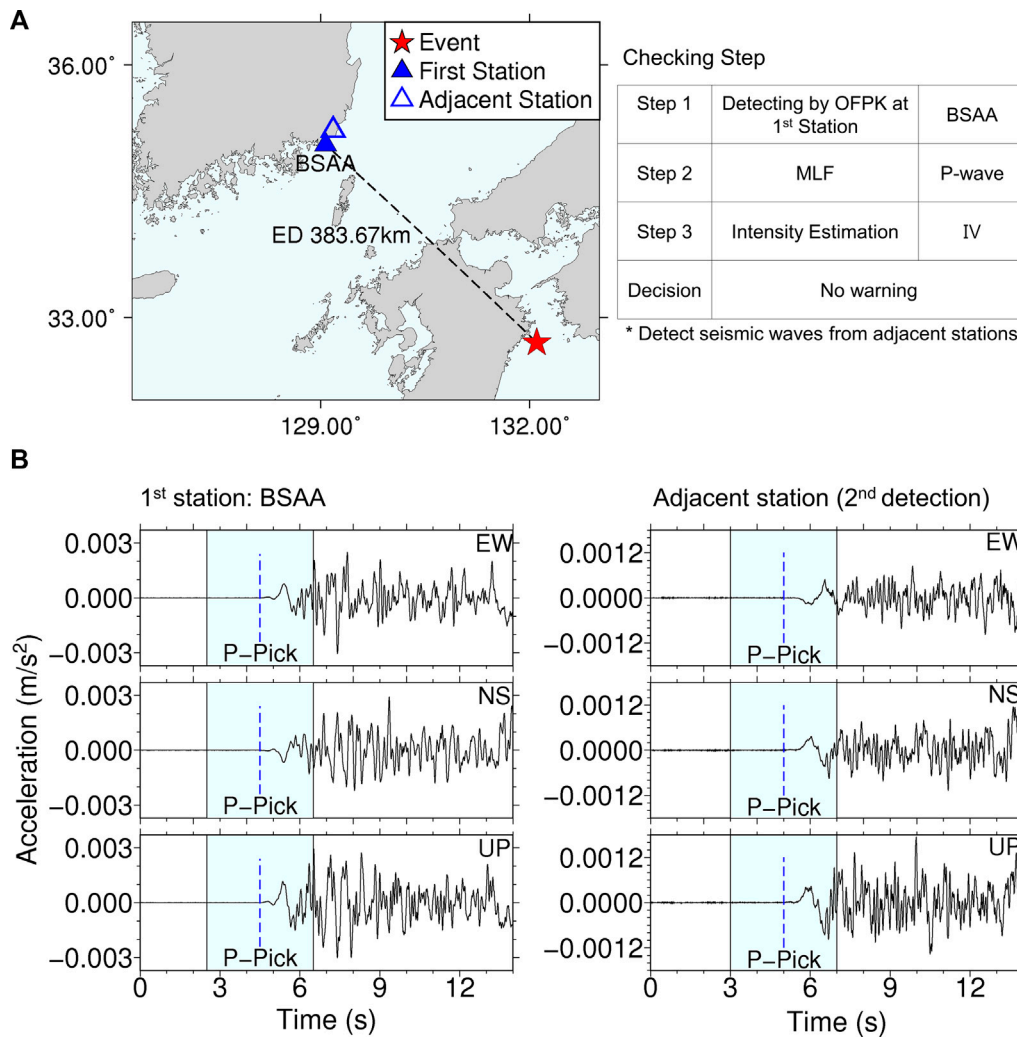 A
36.00°
33.00°
129.00°
132.00°
Event
First Station
Adjacent Station
BSAA
ED 383.67km
Checking Step
Step 1
Detecting by OFPK at
1st Station
BSAA
Step 2
MLF
P-wave
Step 3
Intensity Estimation
IV
Decision
No warning
* Detect seismic waves from adjacent stations
B
1st station: BSAA
Adjacent station (2nd detection)
Acceleration (m/s2)
0.003
0.000
−0.003
EW
P−Pick
0.003
0.000
−0.003
NS
P−Pick
0.003
0.000
−0.003
UP
P−Pick
0 3 6 9 12
Time (s)
0.0012
0.0000
−0.0012
EW
P−Pick
0.0012
0.0000
−0.0012
NS
P−Pick
0.0012
0.0000
−0.0012
UP
P−Pick
0 3 6 9 12
Time (s)